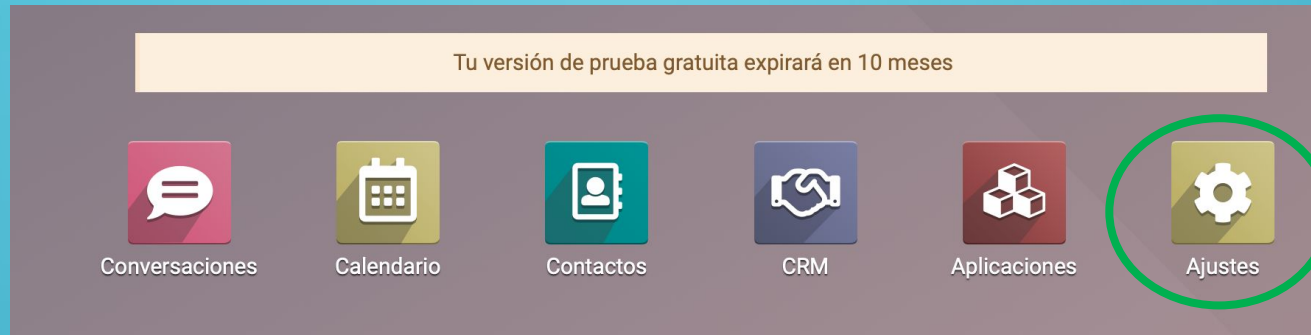 Tu versión de prueba gratuita expirará en 10 meses
Conversaciones Calendario Contactos CRM Aplicaciones Ajustes